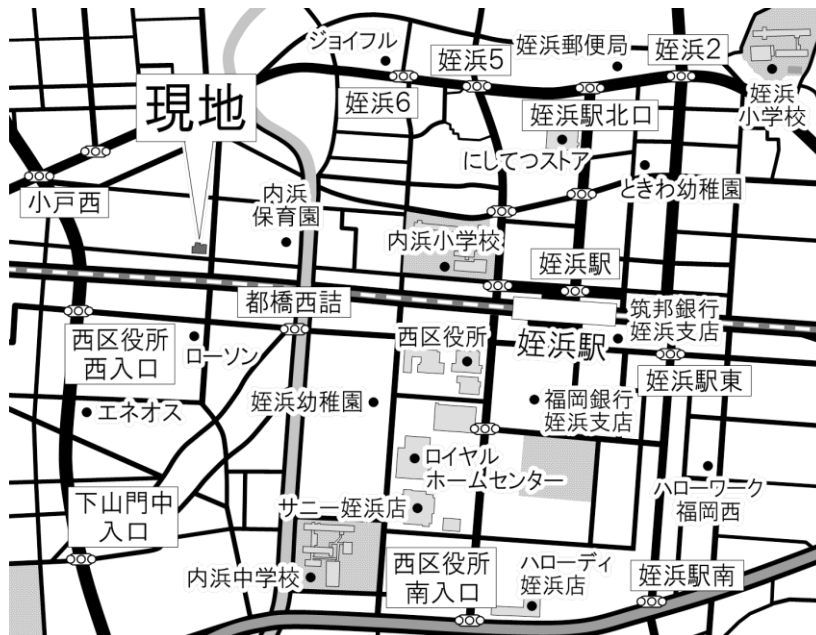 ジョイフル
姪浜5
姪浜郵便局
姪浜2
姪浜6
姪浜駅北口
姪浜
小学校
現地
にしてつストア
ときわ幼稚園
小戸西
内浜
保育園
内浜小学校
姪浜駅
都橋西詰
筑邦銀行
姪浜支店
西区役所
西入口
ローソン
西区役所
姪浜駅
姪浜駅東
エネオス
姪浜幼稚園
福岡銀行
姪浜支店
ロイヤル
ホームセンター
ハローワーク
福岡西
下山門中
入口
サニー姪浜店
内浜中学校
西区役所
南入口
ハローデイ
姪浜店
姪浜駅南